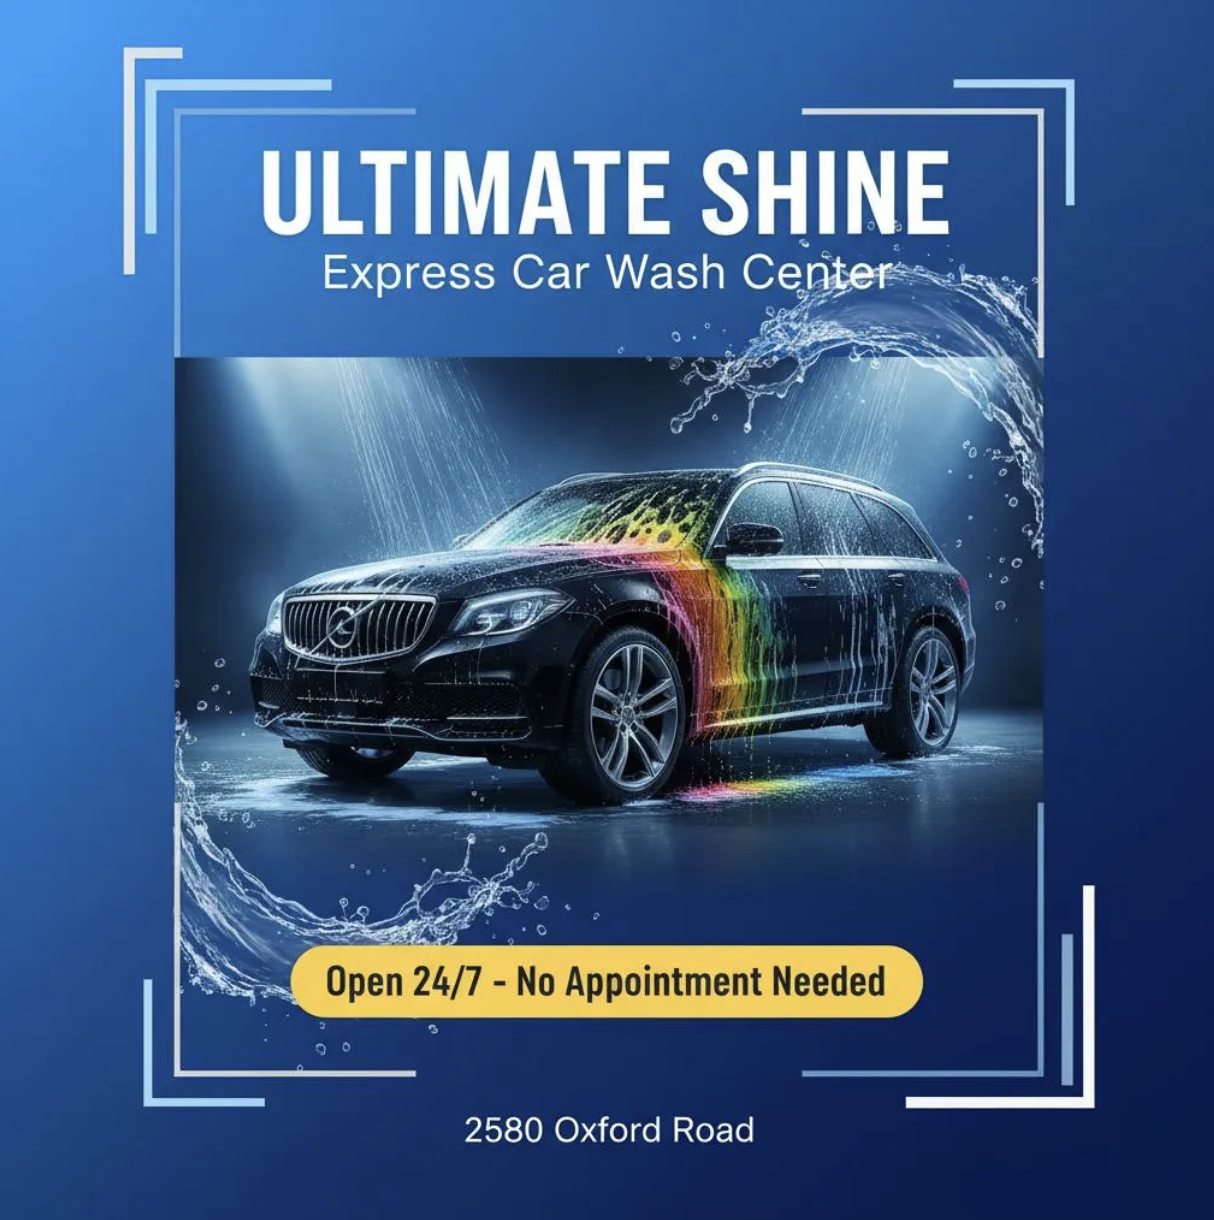 ULTIMATE SHINE
Express Car Wash Center
Open 24/7 - No Appointment Needed
2580 Oxford Road